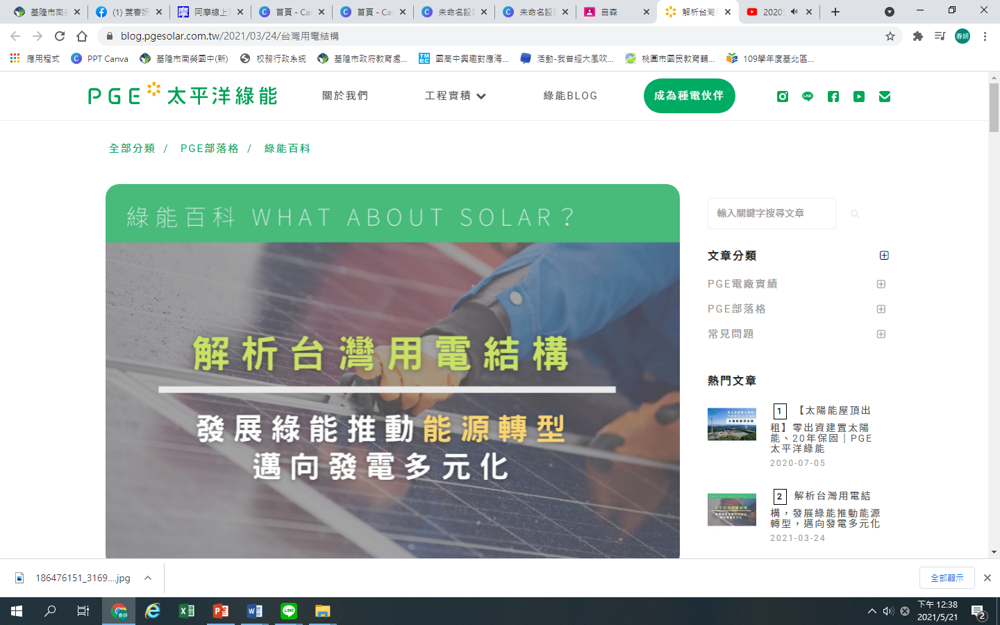 基隆市南
(1) 葉春妍
阿摩線上
首頁 - Ca
首頁 - Ca
未命名設
未命名設
自森
解析台灣
2020
blog.pgesolar.com.tw/2021/03/24/台灣用電結構
春妍
應用程式
PPT Canva
基隆市南榮國中(新)
校務行政系統
基隆市政府教育處...
國高中興趣對應海...
活動-我曾經大風吹...
桃園市國民教育輔...
109學年度基北區...
PGE 太平洋綠能
關於我們
工程實積
綠能BLOG
成為種電伙伴
全部分類 / PGE部落格 / 綠能百科
綠能百科 WHAT ABOUT SOLAR？
解析台灣用電結構
發展綠能推動能源轉型
邁向發電多元化
輸入關鍵字搜尋文章
文章分類
PGE電廠實績
PGE部落格
常見問題
熱門文章
1 【太陽能屋頂出
租】零出資建置太陽
能、20年保固｜PGE
太平洋綠能
2020-07-05
2 解析台灣用電結
構，發展綠能推動能源
轉型，邁向發電多元化
2021-03-24
186476151_3169....jpg
全部顯示
下午 12:38
2021/5/21
2